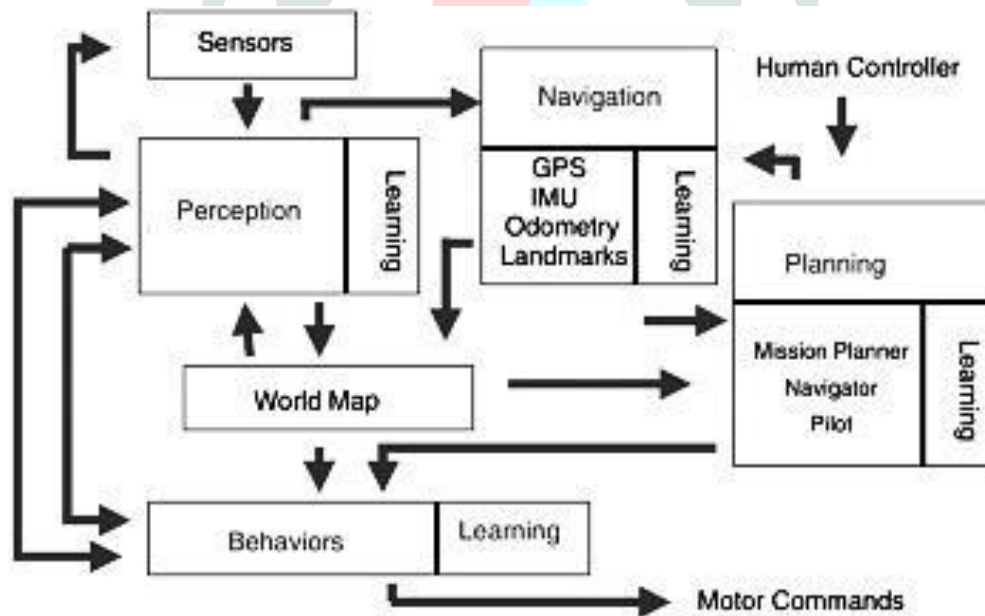 Sensors
Navigation
Human Controller
Perception
Learning
GPS
IMU
Odometry
Landmarks
Learning
Planning
Mission Planner
Navigator
Pilot
Learning
World Map
Behaviors
Learning
Motor Commands